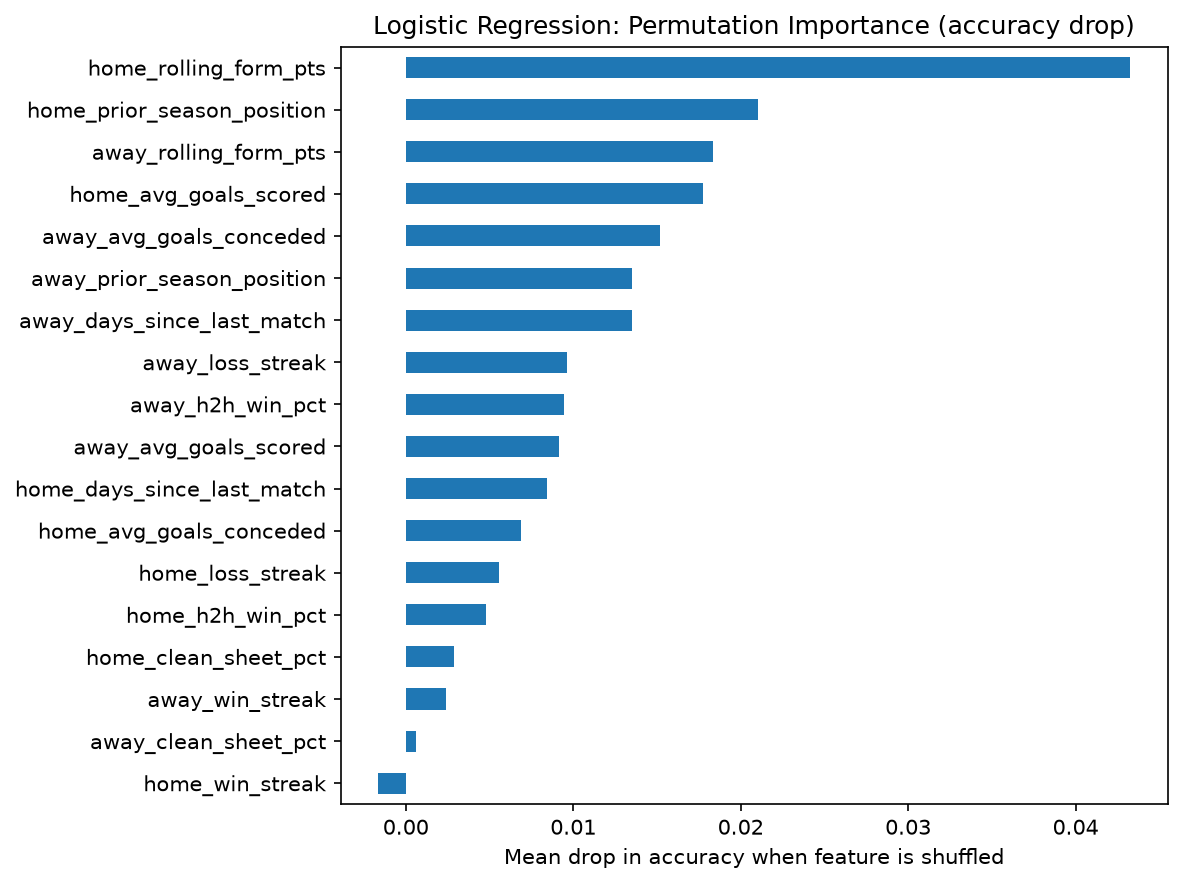 Logistic Regression: Permutation Importance (accuracy drop)
home_rolling_form_pts
home_prior_season_position
away_rolling_form_pts
home_avg_goals_scored
away_avg_goals_conceded
away_prior_season_position
away_days_since_last_match
away_loss_streak
away_h2h_win_pct
away_avg_goals_scored
home_days_since_last_match
home_avg_goals_conceded
home_loss_streak
home_h2h_win_pct
home_clean_sheet_pct
away_win_streak
away_clean_sheet_pct
home_win_streak
0.00 0.01 0.02 0.03 0.04
Mean drop in accuracy when feature is shuffled